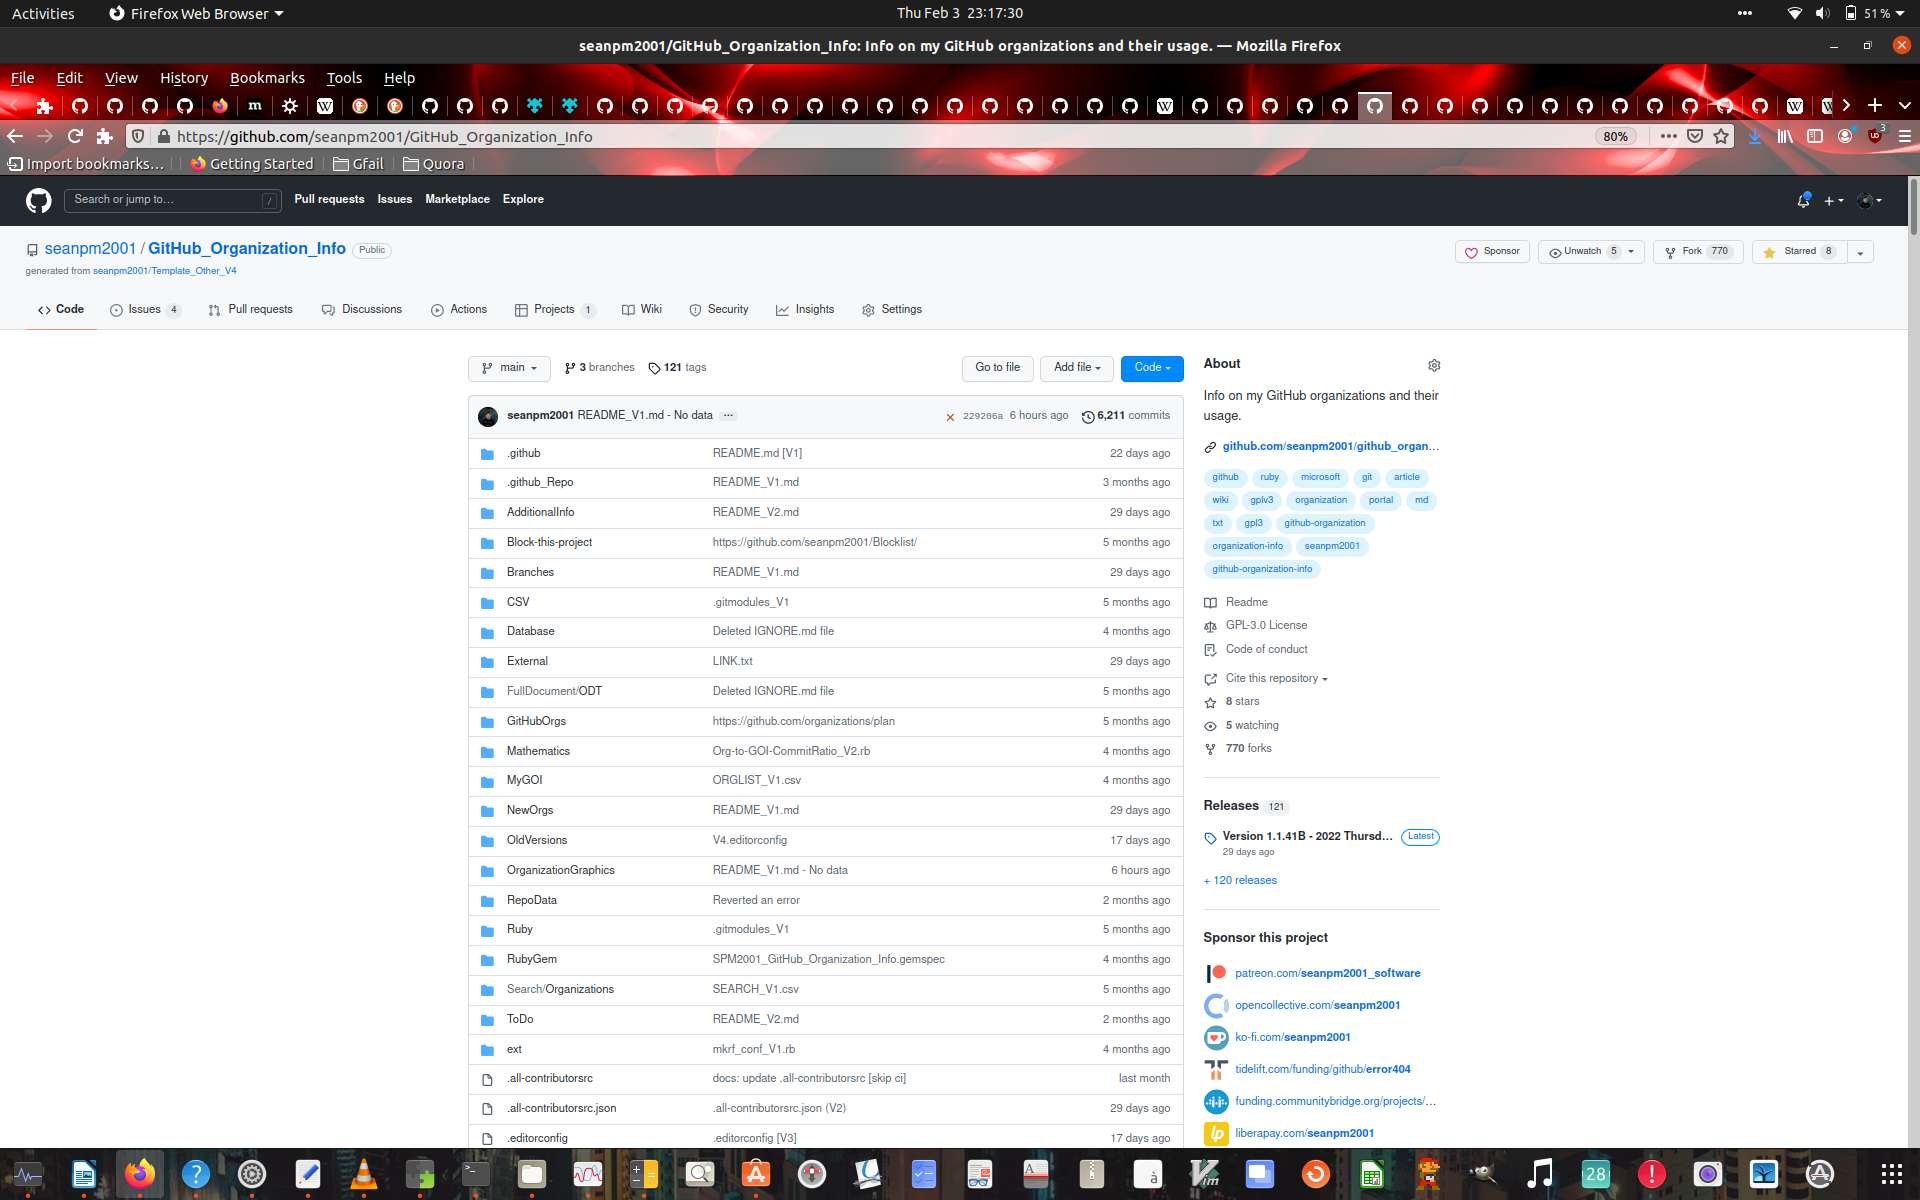 Activities Firefox Web Browser Thu Feb 3 23:17:30 51 %
seanpm2001/GitHub_Organization_Info: Info on my GitHub organizations and their usage. — Mozilla Firefox
File Edit View History Bookmarks Tools Help
https://github.com/seanpm2001/GitHub_Organization_Info 80% 3
Import bookmarks… Getting Started Gfail Quora
Search or jump to… / Pull requests Issues Marketplace Explore
seanpm2001 / GitHub_Organization_Info Public Sponsor Unwatch 5 Fork 770 Starred 8
generated from seanpm2001/Template_Other_V4
Code Issues 4 Pull requests Discussions Actions Projects 1 Wiki Security Insights Settings
main 3 branches 121 tags Go to file Add file Code
seanpm2001 README_V1.md - No data ... 229206a 6 hours ago 6,211 commits
.github README.md [V1] 22 days ago
.github_Repo README_V1.md 3 months ago
AdditionalInfo README_V2.md 29 days ago
Block-this-project https://github.com/seanpm2001/Blocklist/ 5 months ago
Branches README_V1.md 29 days ago
CSV .gitmodules_V1 5 months ago
Database Deleted IGNORE.md file 4 months ago
External LINK.txt 29 days ago
FullDocument/ODT Deleted IGNORE.md file 5 months ago
GitHubOrgs https://github.com/organizations/plan 5 months ago
Mathematics Org-to-GOI-CommitRatio_V2.rb 4 months ago
MyGOI ORGLIST_V1.csv 4 months ago
NewOrgs README_V1.md 29 days ago
OldVersions V4.editorconfig 17 days ago
OrganizationGraphics README_V1.md - No data 6 hours ago
RepoData Reverted an error 2 months ago
Ruby .gitmodules_V1 5 months ago
RubyGem SPM2001_GitHub_Organization_Info.gemspec 4 months ago
Search/Organizations SEARCH_V1.csv 5 months ago
ToDo README_V2.md 2 months ago
ext mkrf_conf_V1.rb 4 months ago
.all-contributorsrc docs: update .all-contributorsrc [skip ci] last month
.all-contributorsrc.json .all-contributorsrc.json (V2) 29 days ago
.editorconfig .editorconfig [V3] 17 days ago
About
Info on my GitHub organizations and their
usage.
github.com/seanpm2001/github_organ…
github ruby microsoft git article
wiki gplv3 organization portal md
txt gpl3 github-organization
organization-info seanpm2001
github-organization-info
Readme
GPL-3.0 License
Code of conduct
Cite this repository
8 stars
5 watching
770 forks
Releases 121
Version 1.1.41B - 2022 Thursd… Latest
29 days ago
+ 120 releases
Sponsor this project
patreon.com/seanpm2001_software
opencollective.com/seanpm2001
ko-fi.com/seanpm2001
tidelift.com/funding/github/error404
funding.communitybridge.org/projects/…
liberapay.com/seanpm2001
28